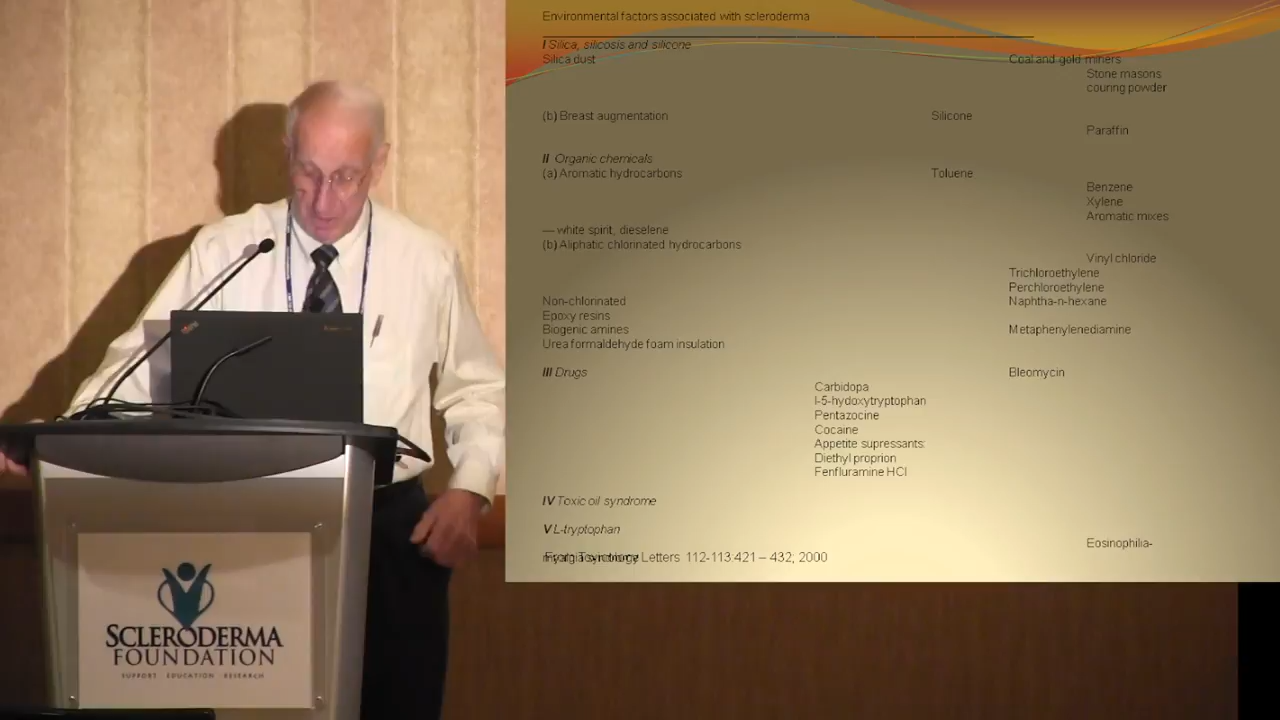 Environmental factors associated with scleroderma
I Silica, silicosis and silicone
Silica dust Coal and gold miners
Stone masons
couring powder
(b) Breast augmentation Silicone
Paraffin
II Organic chemicals
(a) Aromatic hydrocarbons Toluene
Benzene
Xylene
Aromatic mixes
— white spirit, dieselene
(b) Aliphatic chlorinated hydrocarbons
Vinyl chloride
Trichloroethylene
Perchloroethylene
Non-chlorinated Naphtha-n-hexane
Epoxy resins
Biogenic amines Metaphenylenediamine
Urea formaldehyde foam insulation
III Drugs Bleomycin
Carbidopa
l-5-hydoxytryptophan
Pentazocine
Cocaine
Appetite supressants:
Diethyl proprion
Fenfluramine HCl
IV Toxic oil syndrome
V L-tryptophan
Eosinophilia-
Letters 112-113:421 – 432; 2000
SCLERODERMA
FOUNDATION
SUPPORT · EDUCATION · RESEARCH